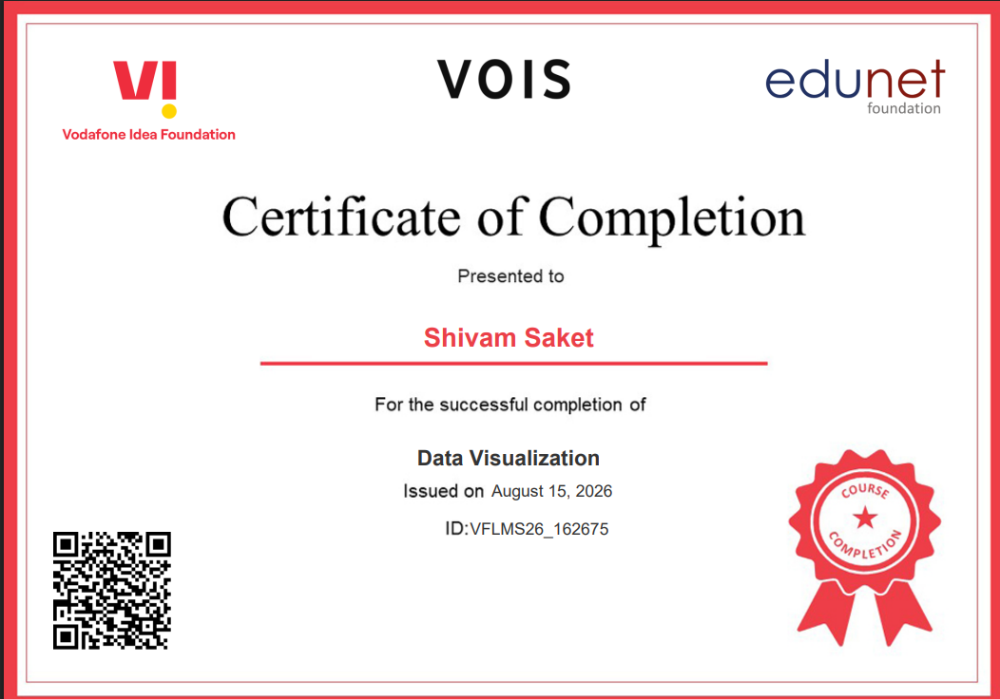 VI
Vodafone Idea Foundation
VOIS
edunet
foundation
Certificate of Completion
Presented to
Shivam Saket
For the successful completion of
Data Visualization
Issued on August 15, 2026
ID:VFLMS26_162675
COURSE
COMPLETION